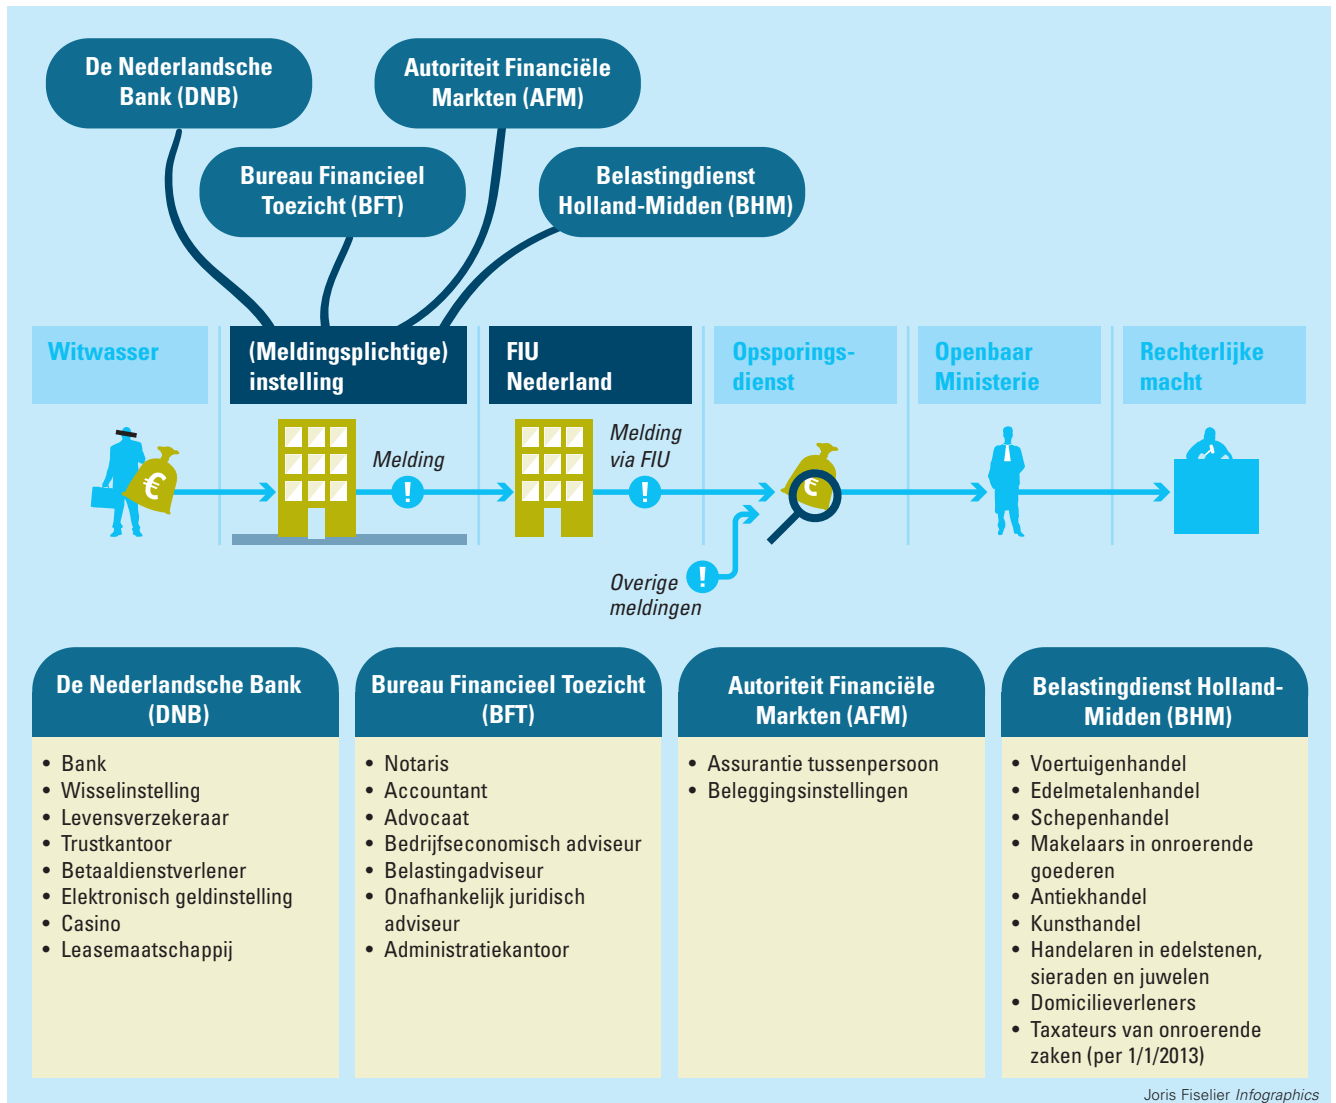 De Nederlandsche
Bank (DNB)
Autoriteit Financiële
Markten (AFM)
Bureau Financieel
Toezicht (BFT)
Belastingdienst
Holland-Midden (BHM)
Witwasser
(Meldingsplichtige)
instelling
FIU
Nederland
Opsporings-
dienst
Openbaar
Ministerie
Rechterlijke
macht
Melding
!
Melding
via FIU
!
€
€
Overige
meldingen
!
De Nederlandsche Bank
(DNB)
• Bank
• Wisselinstelling
• Levensverzekeraar
• Trustkantoor
• Betaaldienstverlener
• Elektronisch geldinstelling
• Casino
• Leasemaatschappij
Bureau Financieel Toezicht
(BFT)
• Notaris
• Accountant
• Advocaat
• Bedrijfseconomisch adviseur
• Belastingadviseur
• Onafhankelijk juridisch
adviseur
• Administratiekantoor
Autoriteit Financiële
Markten (AFM)
• Assurantie tussenpersoon
• Beleggingsinstellingen
Belastingdienst Holland-
Midden (BHM)
• Voertuigenhandel
• Edelmetalenhandel
• Schepenhandel
• Makelaars in onroerende
goederen
• Antiekhandel
• Kunsthandel
• Handelaren in edelstenen,
sieraden en juwelen
• Domicilieverleners
• Taxateurs van onroerende
zaken (per 1/1/2013)
Joris Fiselier Infographics